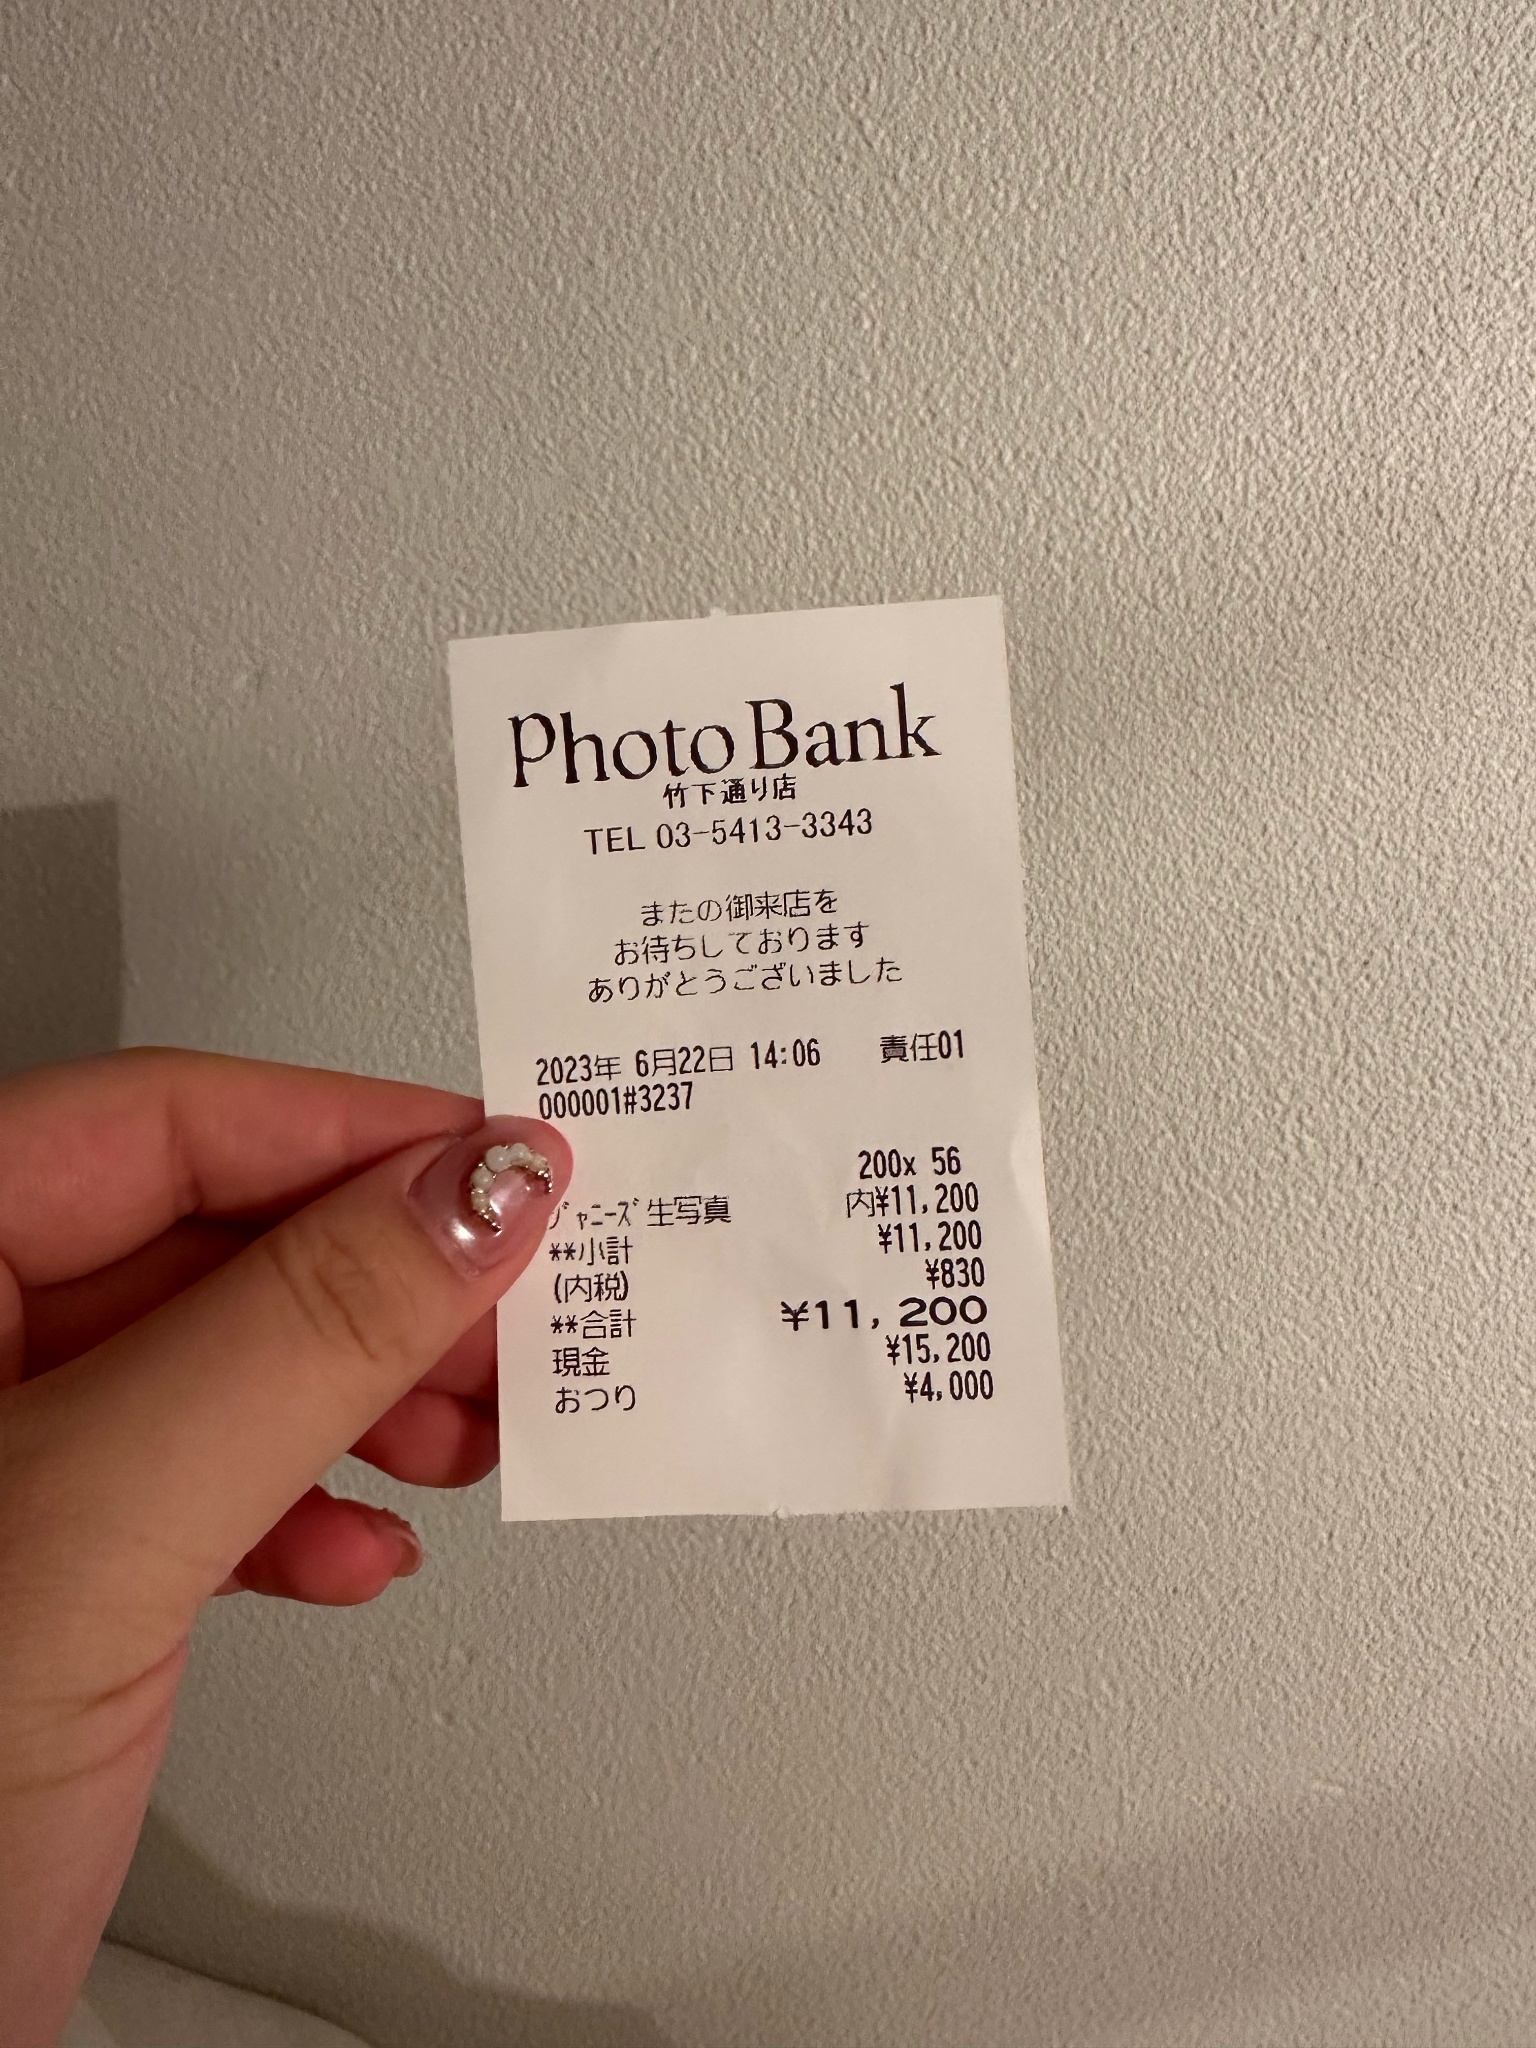 Photo Bank
竹下通り店
TEL 03-5413-3343
またの御来店を
お待ちしております
ありがとうございました
2023年 6月22日 14:06 責任01
000001#3237
200x 56
ｼﾞｬﾆｰｽﾞ 生写真 内¥11,200
**小計 ¥11,200
(内税) ¥830
**合計 ¥11,200
現金 ¥15,200
おつり ¥4,000